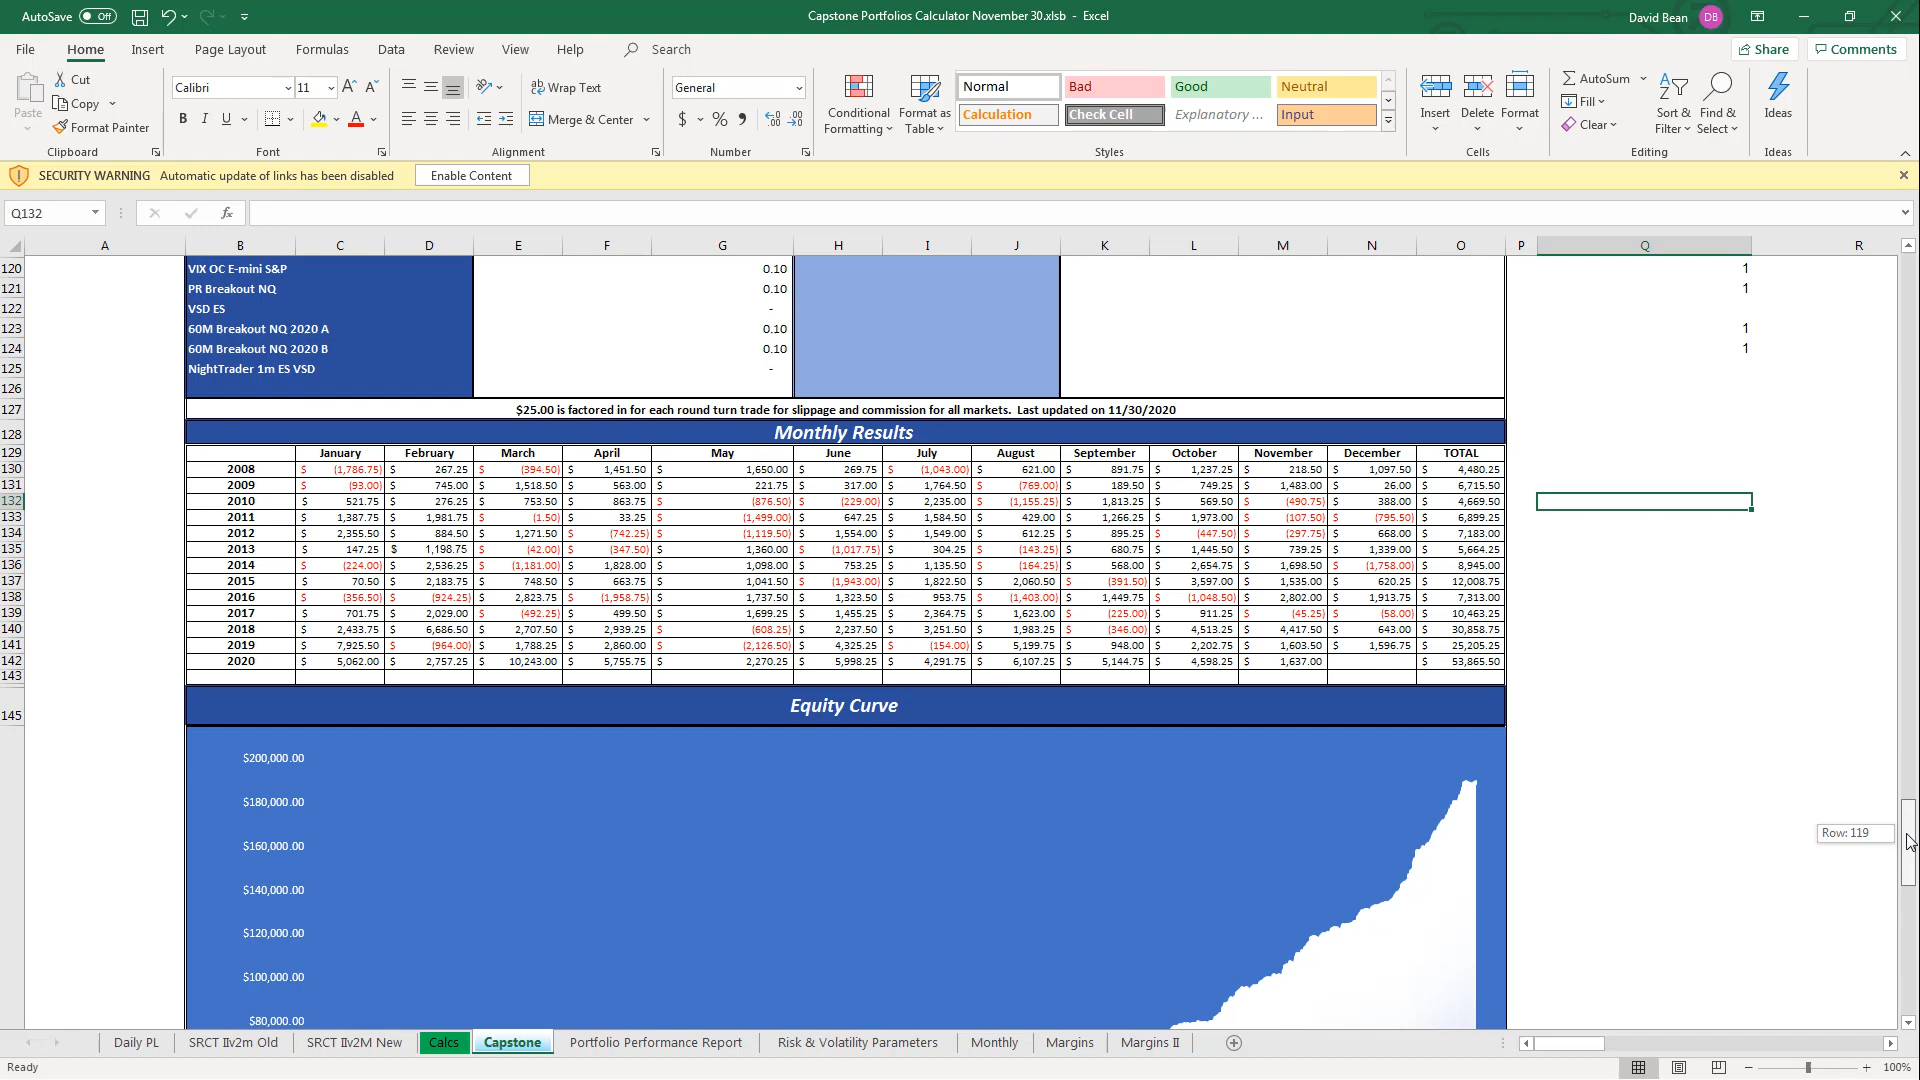 AutoSave Off Capstone Portfolios Calculator November 30.xlsb - Excel David Bean DB
File Home Insert Page Layout Formulas Data Review View Help Search Share Comments
Paste Cut Copy Format Painter Clipboard
Calibri 11 A A B I U A Font
Wrap Text Merge & Center Alignment
General $ % Number
Conditional Formatting Format as Table
Normal Bad Good Neutral
Calculation Check Cell Explanatory ... Input
Styles
Insert Delete Format Cells
AutoSum Fill Clear Sort & Filter Find & Select Editing
Ideas Ideas
SECURITY WARNING Automatic update of links has been disabled Enable Content
Q132 fx
A B C D E F G H I J K L M N O P Q R
120 VIX OC E-mini S&P 0.10 1
121 PR Breakout NQ 0.10 1
122 VSD ES -
123 60M Breakout NQ 2020 A 0.10 1
124 60M Breakout NQ 2020 B 0.10 1
125 NightTrader 1m ES VSD -
126
127 $25.00 is factored in for each round turn trade for slippage and commission for all markets. Last updated on 11/30/2020
128 Monthly Results
129 January February March April May June July August September October November December TOTAL
130 2008 $ (1,786.75) $ 267.25 $ (394.50) $ 1,451.50 $ 1,650.00 $ 269.75 $ (1,043.00) $ 621.00 $ 891.75 $ 1,237.25 $ 218.50 $ 1,097.50 $ 4,480.25
131 2009 $ (93.00) $ 745.00 $ 1,518.50 $ 563.00 $ 221.75 $ 317.00 $ 1,764.50 $ (769.00) $ 189.50 $ 749.25 $ 1,483.00 $ 26.00 $ 6,715.50
132 2010 $ 521.75 $ 276.25 $ 753.50 $ 863.75 $ (876.50) $ (229.00) $ 2,235.00 $ (1,155.25) $ 1,813.25 $ 569.50 $ (490.75) $ 388.00 $ 4,669.50
133 2011 $ 1,387.75 $ 1,981.75 $ (1.50) $ 33.25 $ (1,499.00) $ 647.25 $ 1,584.50 $ 429.00 $ 1,266.25 $ 1,973.00 $ (107.50) $ (795.50) $ 6,899.25
134 2012 $ 2,355.50 $ 884.50 $ 1,271.50 $ (742.25) $ (1,119.50) $ 1,554.00 $ 1,549.00 $ 612.25 $ 895.25 $ (447.50) $ (297.75) $ 668.00 $ 7,183.00
135 2013 $ 147.25 $ 1,198.75 $ (42.00) $ (347.50) $ 1,360.00 $ (1,017.75) $ 304.25 $ (143.25) $ 680.75 $ 1,445.50 $ 739.25 $ 1,339.00 $ 5,664.25
136 2014 $ (224.00) $ 2,536.25 $ (1,181.00) $ 1,828.00 $ 1,098.00 $ 753.25 $ 1,135.50 $ (164.25) $ 568.00 $ 2,654.75 $ 1,698.50 $ (1,758.00) $ 8,945.00
137 2015 $ 70.50 $ 2,183.75 $ 748.50 $ 663.75 $ 1,041.50 $ (1,943.00) $ 1,822.50 $ 2,060.50 $ (391.50) $ 3,597.00 $ 1,535.00 $ 620.25 $ 12,008.75
138 2016 $ (356.50) $ (924.25) $ 2,823.75 $ (1,958.75) $ 1,737.50 $ 1,323.50 $ 953.75 $ (1,403.00) $ 1,449.75 $ (1,048.50) $ 2,802.00 $ 1,913.75 $ 7,313.00
139 2017 $ 701.75 $ 2,029.00 $ (492.25) $ 499.50 $ 1,699.25 $ 1,455.25 $ 2,364.75 $ 1,623.00 $ (225.00) $ 911.25 $ (45.25) $ (58.00) $ 10,463.25
140 2018 $ 2,433.75 $ 6,686.50 $ 2,707.50 $ 2,939.25 $ (608.25) $ 2,237.50 $ 3,251.50 $ 1,983.25 $ (346.00) $ 4,513.25 $ 4,417.50 $ 643.00 $ 30,858.75
141 2019 $ 7,925.50 $ (964.00) $ 1,788.25 $ 2,860.00 $ (2,126.50) $ 4,325.25 $ (154.00) $ 5,199.75 $ 948.00 $ 2,202.75 $ 1,603.50 $ 1,596.75 $ 25,205.25
142 2020 $ 5,062.00 $ 2,757.25 $ 10,243.00 $ 5,755.75 $ 2,270.25 $ 5,998.25 $ 4,291.75 $ 6,107.25 $ 5,144.75 $ 4,598.25 $ 1,637.00 $ 53,865.50
143
145 Equity Curve
$200,000.00
$180,000.00
Row: 119
$160,000.00
$140,000.00
$120,000.00
$100,000.00
$80,000.00
Daily PL SRCT IIv2m Old SRCT IIv2M New Calcs Capstone Portfolio Performance Report Risk & Volatility Parameters Monthly Margins Margins II
Ready 100%